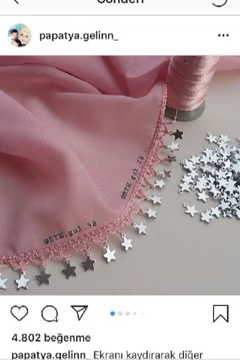 Gönderi
papatya.gelinn_
4.802 beğenme
papatya.gelinn_ Ekranı kaydırarak diğer